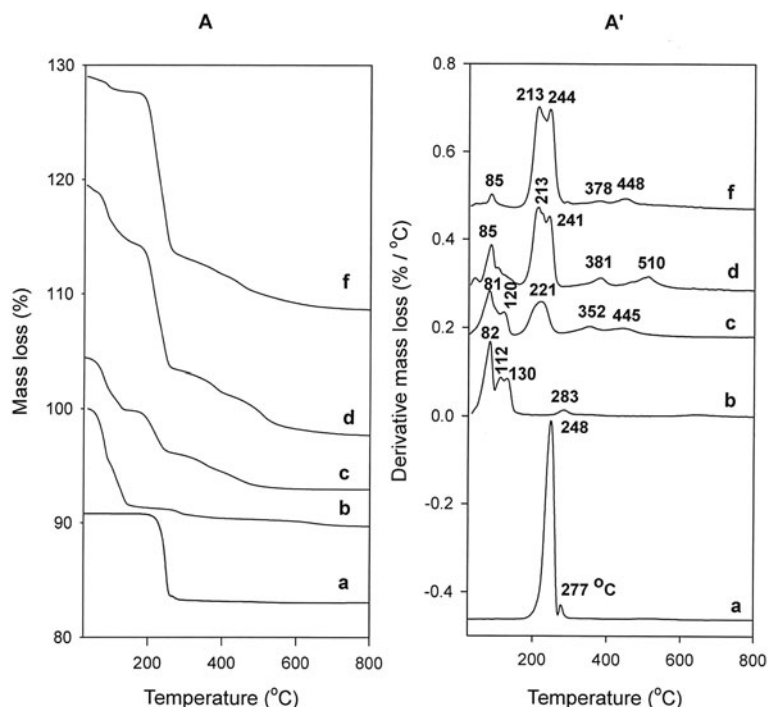 A
A'
130
120
110
100
90
80
Mass loss (%)
200
400
600
800
Temperature (°C)
f
d
c
b
a
0.8
0.6
0.4
0.2
0.0
-0.2
-0.4
Derivative mass loss (% / °C)
200
400
600
800
Temperature (°C)
213 244
85
378 448
f
213
241
85
381 510
d
81
120
221
352 445
c
82
112
130
283
b
248
277 °C
a